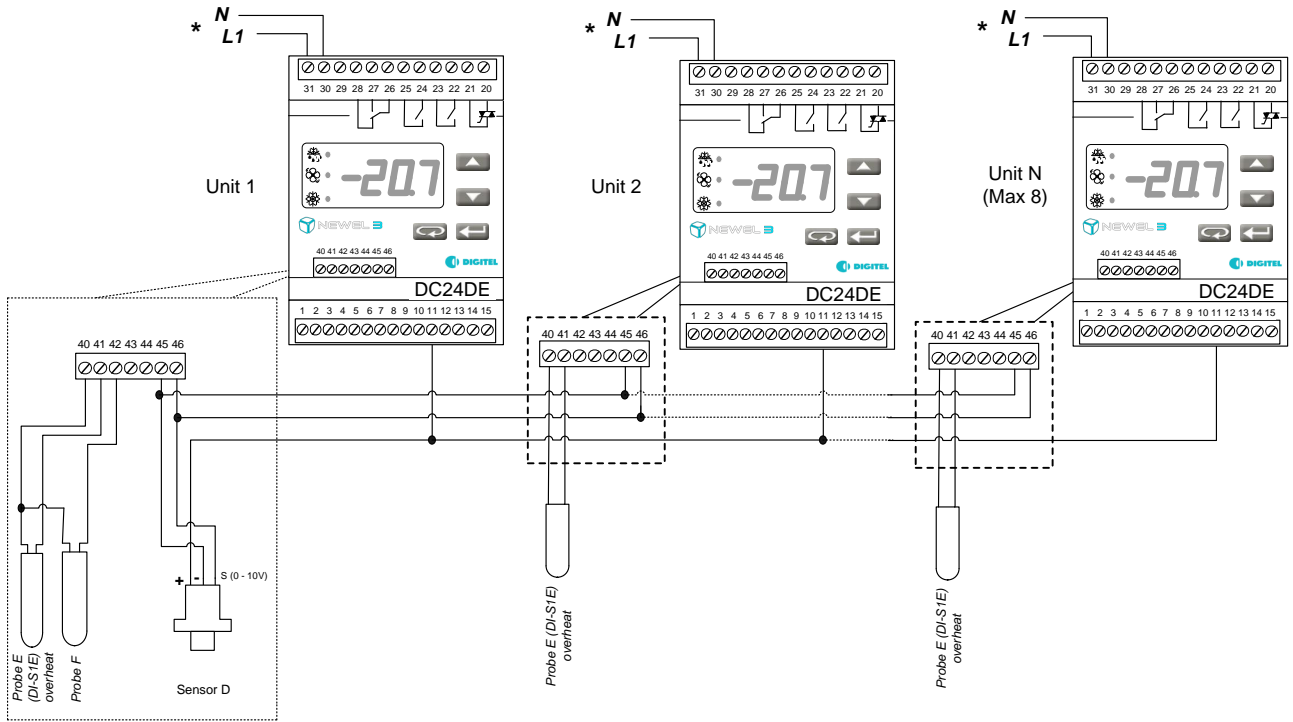 * N
L1
31 30 29 28 27 26 25 24 23 22 21 20
-20.7
NEWEL 3
40 41 42 43 44 45 46
DIGITEL
DC24DE
1 2 3 4 5 6 7 8 9 10 11 12 13 14 15
Unit 1
* N
L1
31 30 29 28 27 26 25 24 23 22 21 20
-20.7
NEWEL 3
40 41 42 43 44 45 46
DIGITEL
DC24DE
1 2 3 4 5 6 7 8 9 10 11 12 13 14 15
Unit 2
* N
L1
31 30 29 28 27 26 25 24 23 22 21 20
-20.7
NEWEL 3
40 41 42 43 44 45 46
DIGITEL
DC24DE
1 2 3 4 5 6 7 8 9 10 11 12 13 14 15
Unit N
(Max 8)
40 41 42 43 44 45 46
+ - S (0 - 10V)
Probe E
(DI-S1E)
overheat
Probe F
Sensor D
40 41 42 43 44 45 46
Probe E (DI-S1E)
overheat
40 41 42 43 44 45 46
Probe E (DI-S1E)
overheat